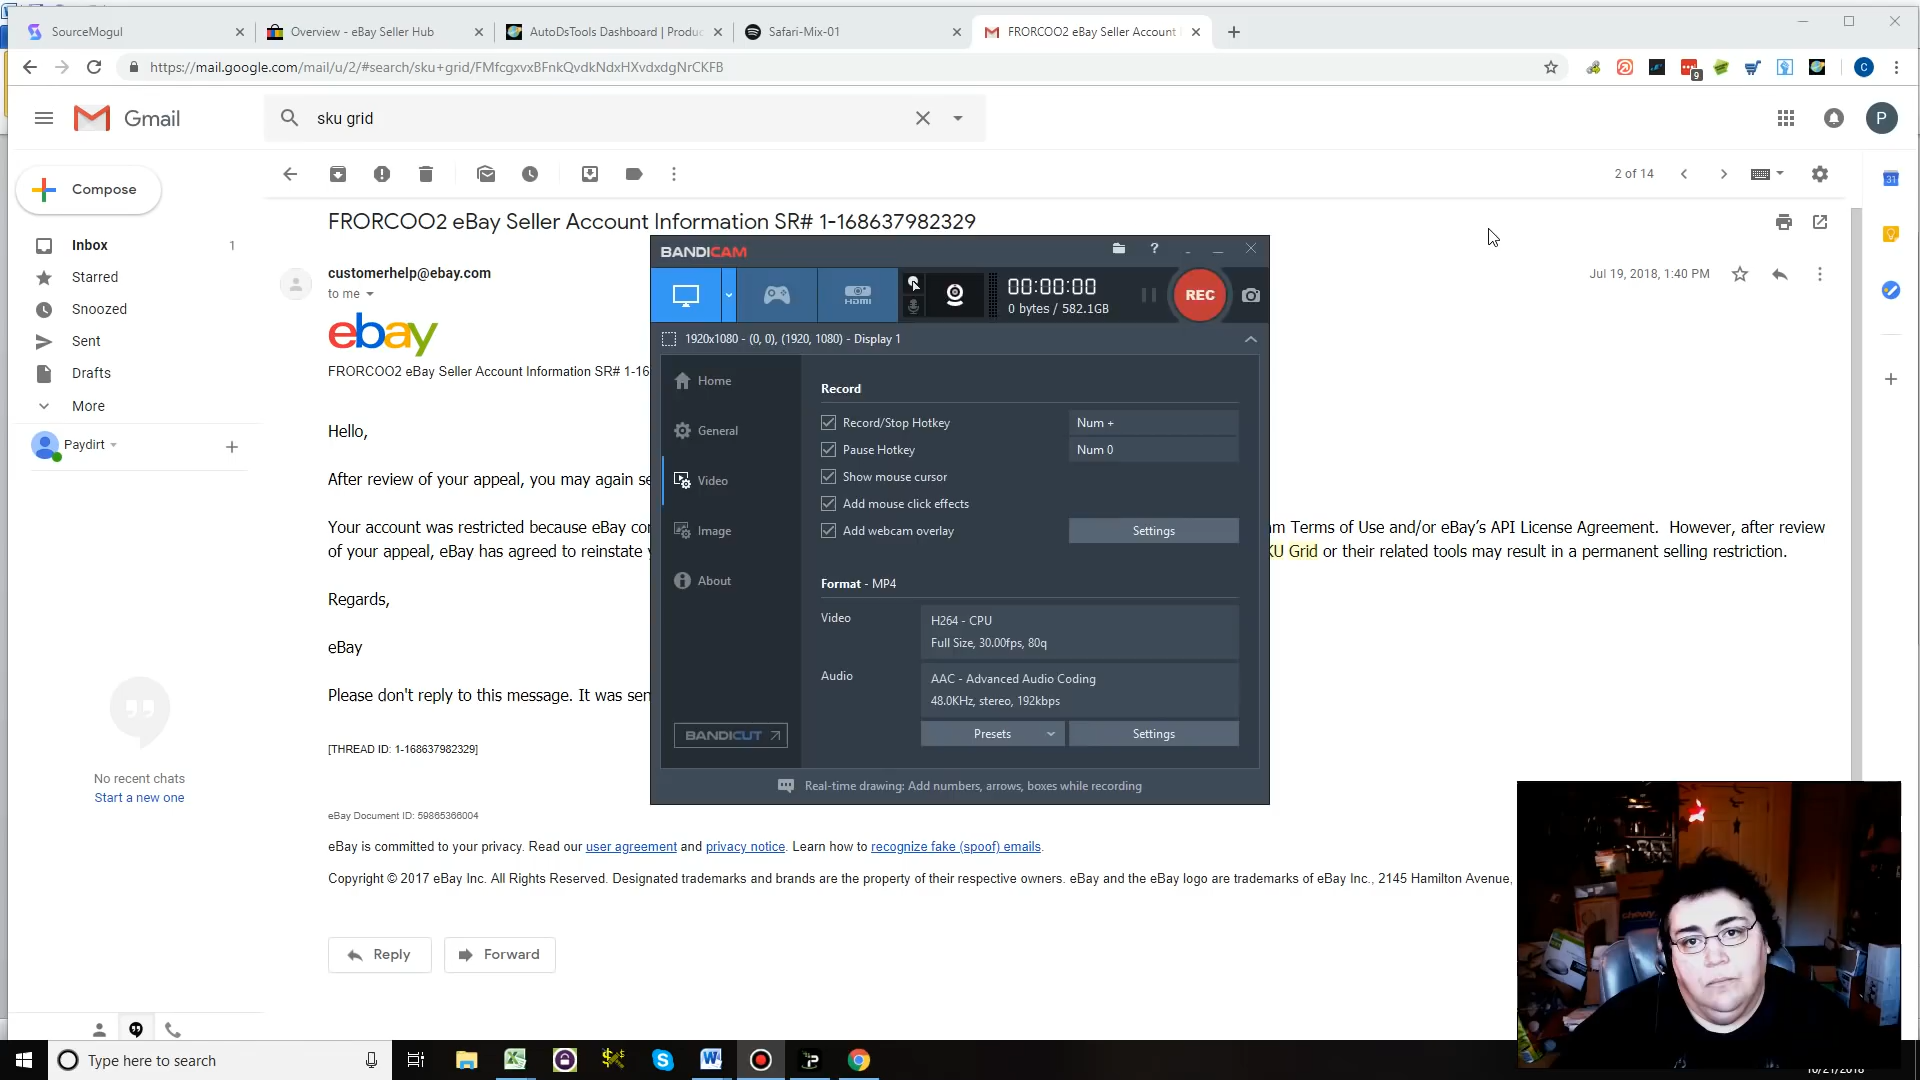 SourceMogul
Overview - eBay Seller Hub
AutoDsTools Dashboard | Produc
Safari-Mix-01
FRORCOO2 eBay Seller Account
https://mail.google.com/mail/u/2/#search/sku+grid/FMfcgxvxBFnkQvdkNdxHXvdxdgNrCKFB
9
C
Gmail
sku grid
P
Compose
2 of 14
31
FRORCOO2 eBay Seller Account Information SR# 1-168637982329
Inbox 1
Starred
Snoozed
Sent
Drafts
More
Paydirt
No recent chats
Start a new one
customerhelp@ebay.com
to me
Jul 19, 2018, 1:40 PM
ebay
FRORCOO2 eBay Seller Account Information SR# 1-16
Hello,
After review of your appeal, you may again se
Your account was restricted because eBay co
m Terms of Use and/or eBay's API License Agreement. However, after review
of your appeal, eBay has agreed to reinstate
KU Grid or their related tools may result in a permanent selling restriction.
Regards,
eBay
Please don't reply to this message. It was sen
[THREAD ID: 1-168637982329]
eBay Document ID: 59865366004
eBay is committed to your privacy. Read our user agreement and privacy notice. Learn how to recognize fake (spoof) emails.
Copyright © 2017 eBay Inc. All Rights Reserved. Designated trademarks and brands are the property of their respective owners. eBay and the eBay logo are trademarks of eBay Inc., 2145 Hamilton Avenue,
Reply
Forward
BANDICAM
?
HDMI
00:00:00
0 bytes / 582.1GB
REC
1920x1080 - (0, 0), (1920, 1080) - Display 1
Home
General
Video
Image
About
BANDICUT
Record
Record/Stop Hotkey
Num +
Pause Hotkey
Num 0
Show mouse cursor
Add mouse click effects
Add webcam overlay
Settings
Format - MP4
Video
H264 - CPU
Full Size, 30.00fps, 80q
Audio
AAC - Advanced Audio Coding
48.0KHz, stereo, 192kbps
Presets
Settings
Real-time drawing: Add numbers, arrows, boxes while recording
chewy
Type here to search
10/21/2018